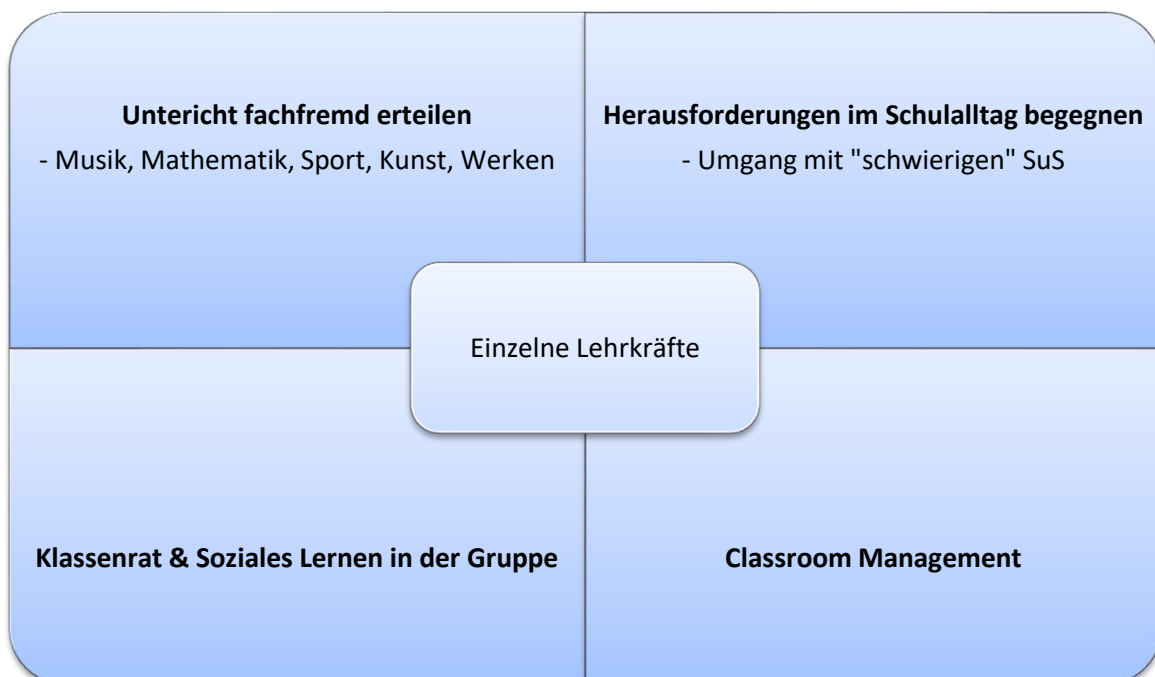 Untericht fachfremd erteilen
- Musik, Mathematik, Sport, Kunst, Werken
Herausforderungen im Schulalltag begegnen
- Umgang mit "schwierigen" SuS
Einzelne Lehrkräfte
Klassenrat & Soziales Lernen in der Gruppe
Classroom Management